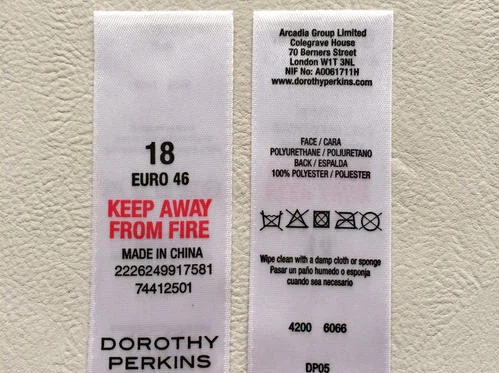 18
EURO 46
KEEP AWAY
FROM FIRE
MADE IN CHINA
2226249917581
74412501
DOROTHY
PERKINS
Arcadia Group Limited
Colegrave House
70 Berners Street
London W1T 3NL
NIF No: A0061711H
www.dorothyperkins.com
FACE / CARA
POLYURETHANE / POLIURETANO
BACK / ESPALDA
100% POLYESTER / POLIESTER
Wipe clean with a damp cloth or sponge
Pasar un paño humedo o esponja
cuando sea necesario
4200 6066
DP05